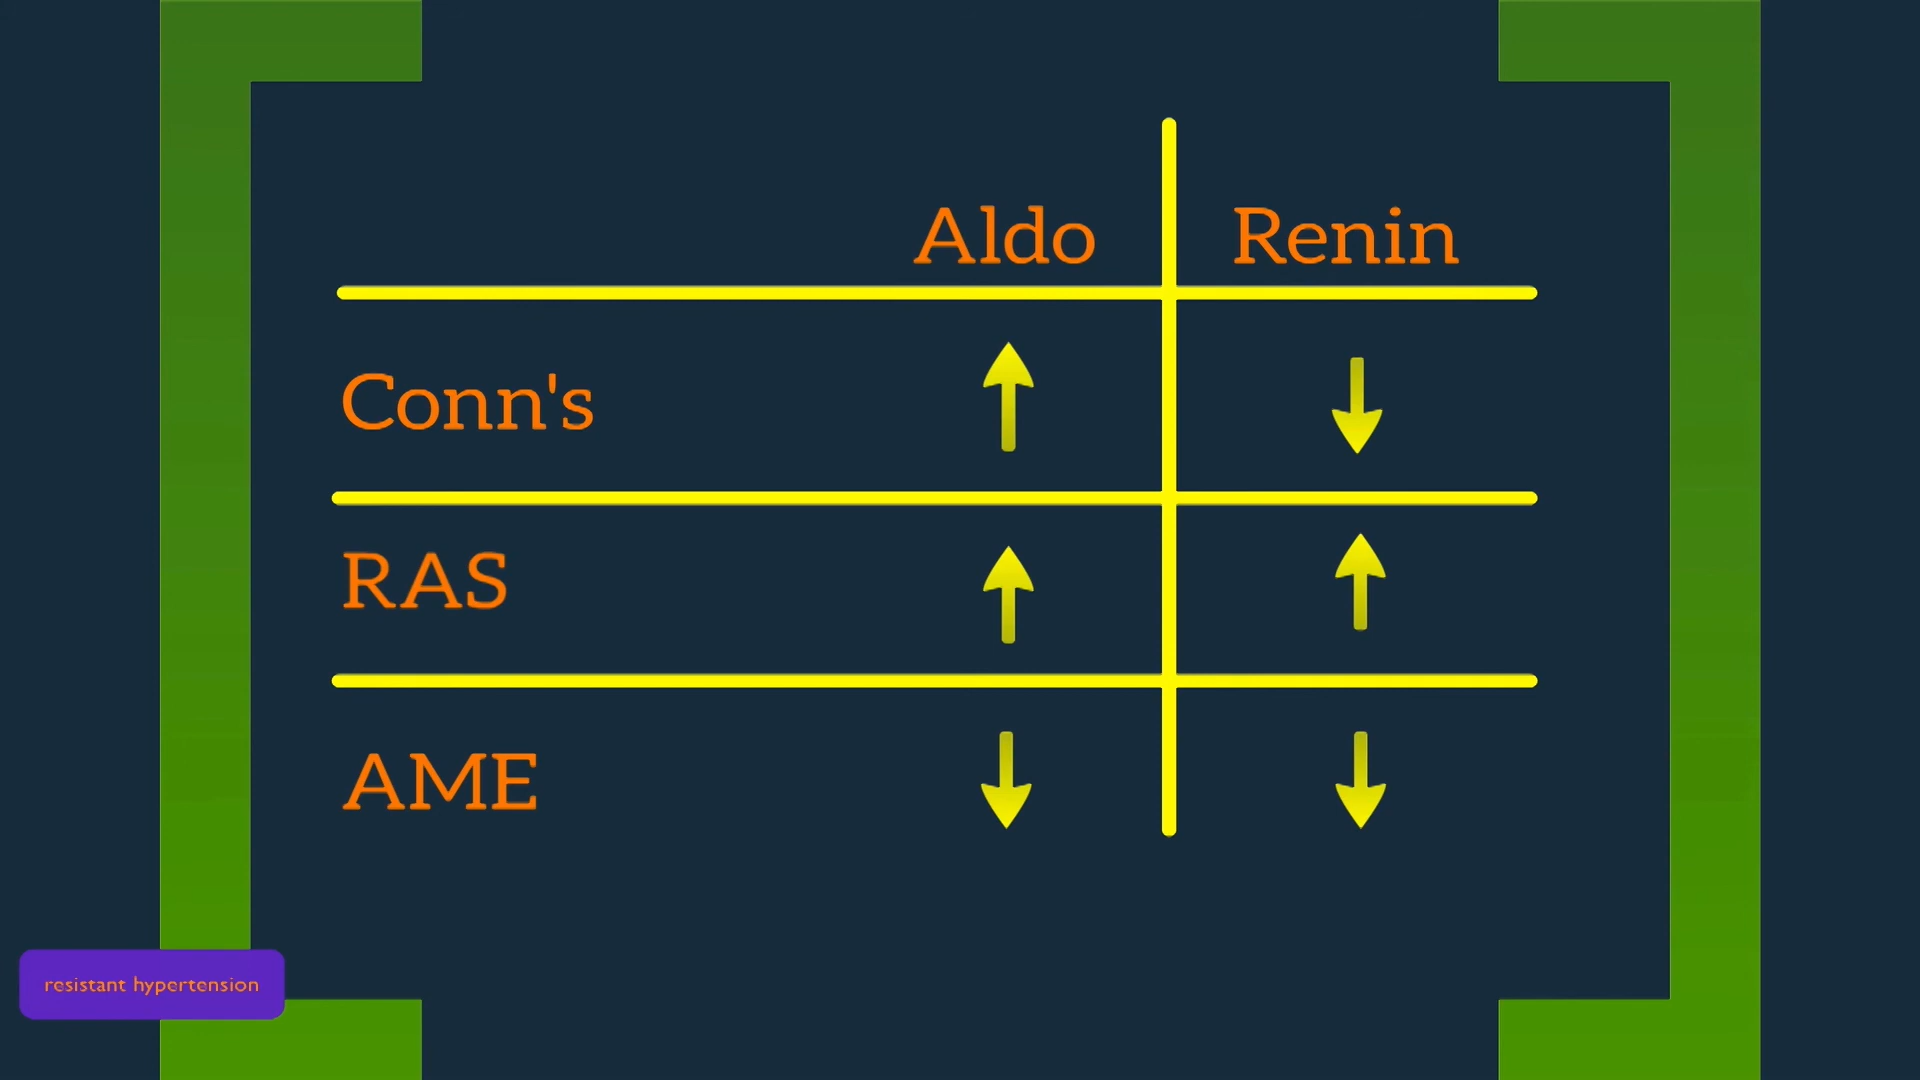 Aldo Renin
Conn's
RAS
AME
resistant hypertension